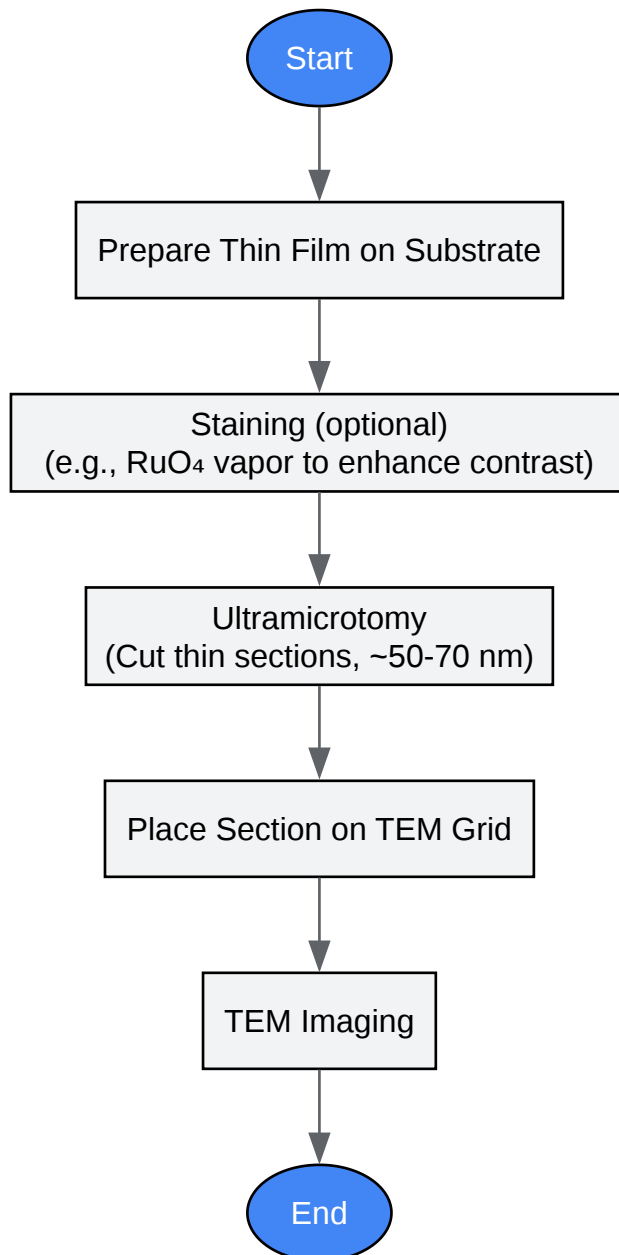 Start
Prepare Thin Film on Substrate
Staining (optional)
(e.g., RuO₄ vapor to enhance contrast)
Ultramicrotomy
(Cut thin sections, ~50-70 nm)
Place Section on TEM Grid
TEM Imaging
End